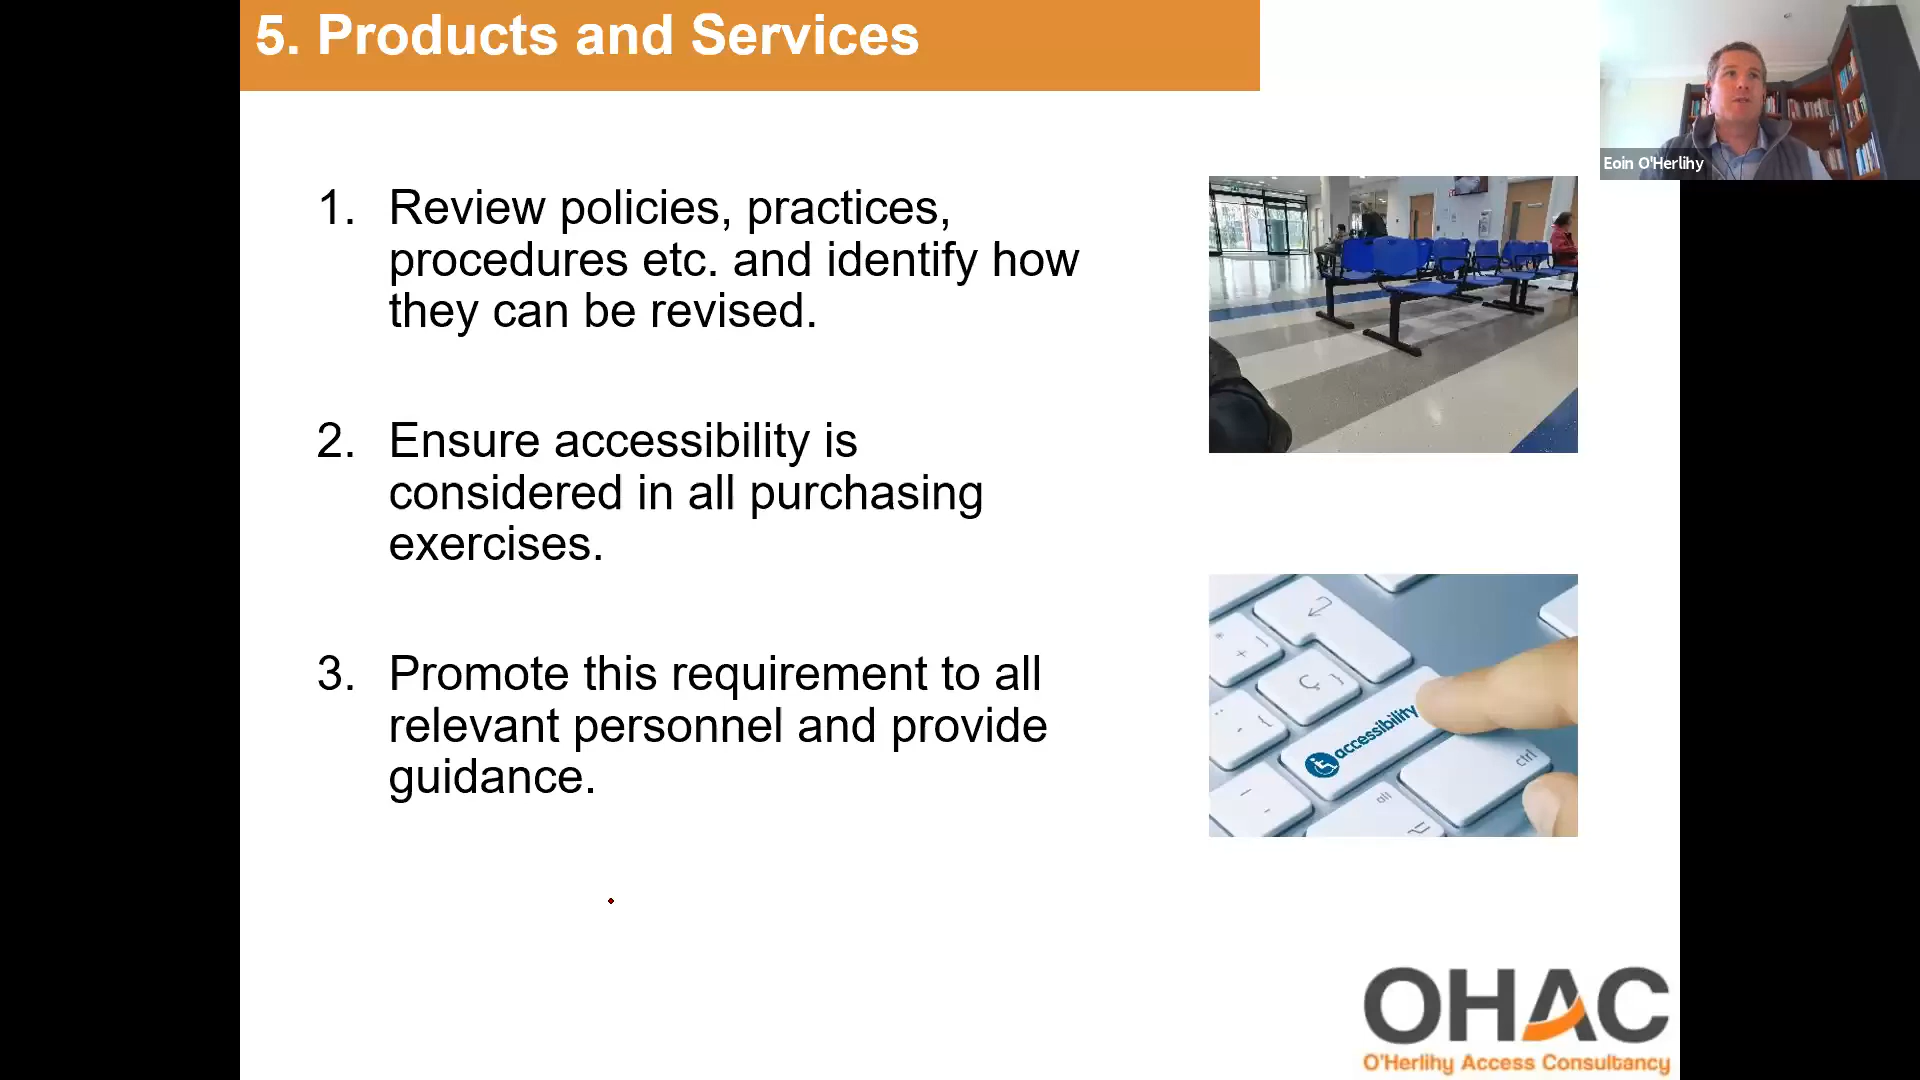 5. Products and Services
Eoin O'Herlihy
1. Review policies, practices,
procedures etc. and identify how
they can be revised.
2. Ensure accessibility is
considered in all purchasing
exercises.
3. Promote this requirement to all
relevant personnel and provide
guidance.
accessibility
ctrl
alt
OHAC
O'Herlihy Access Consultancy